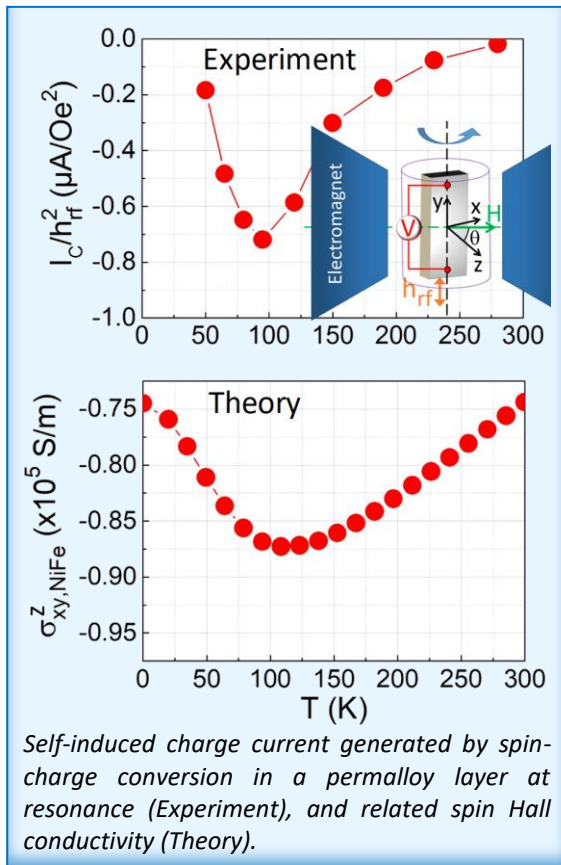 0.0
-0.2
-0.4
-0.6
-0.8
-1.0
I_C/h_rf^2 (µA/Oe^2)
Experiment
Electromagnet
V
y
x
H
θ
z
h_rf
0 50 100 150 200 250 300
-0.75
-0.80
-0.85
-0.90
-0.95
σ^z_xy,NiFe (x10^5 S/m)
Theory
0 50 100 150 200 250 300
T (K)
Self-induced charge current generated by spin-
charge conversion in a permalloy layer at
resonance (Experiment), and related spin Hall
conductivity (Theory).